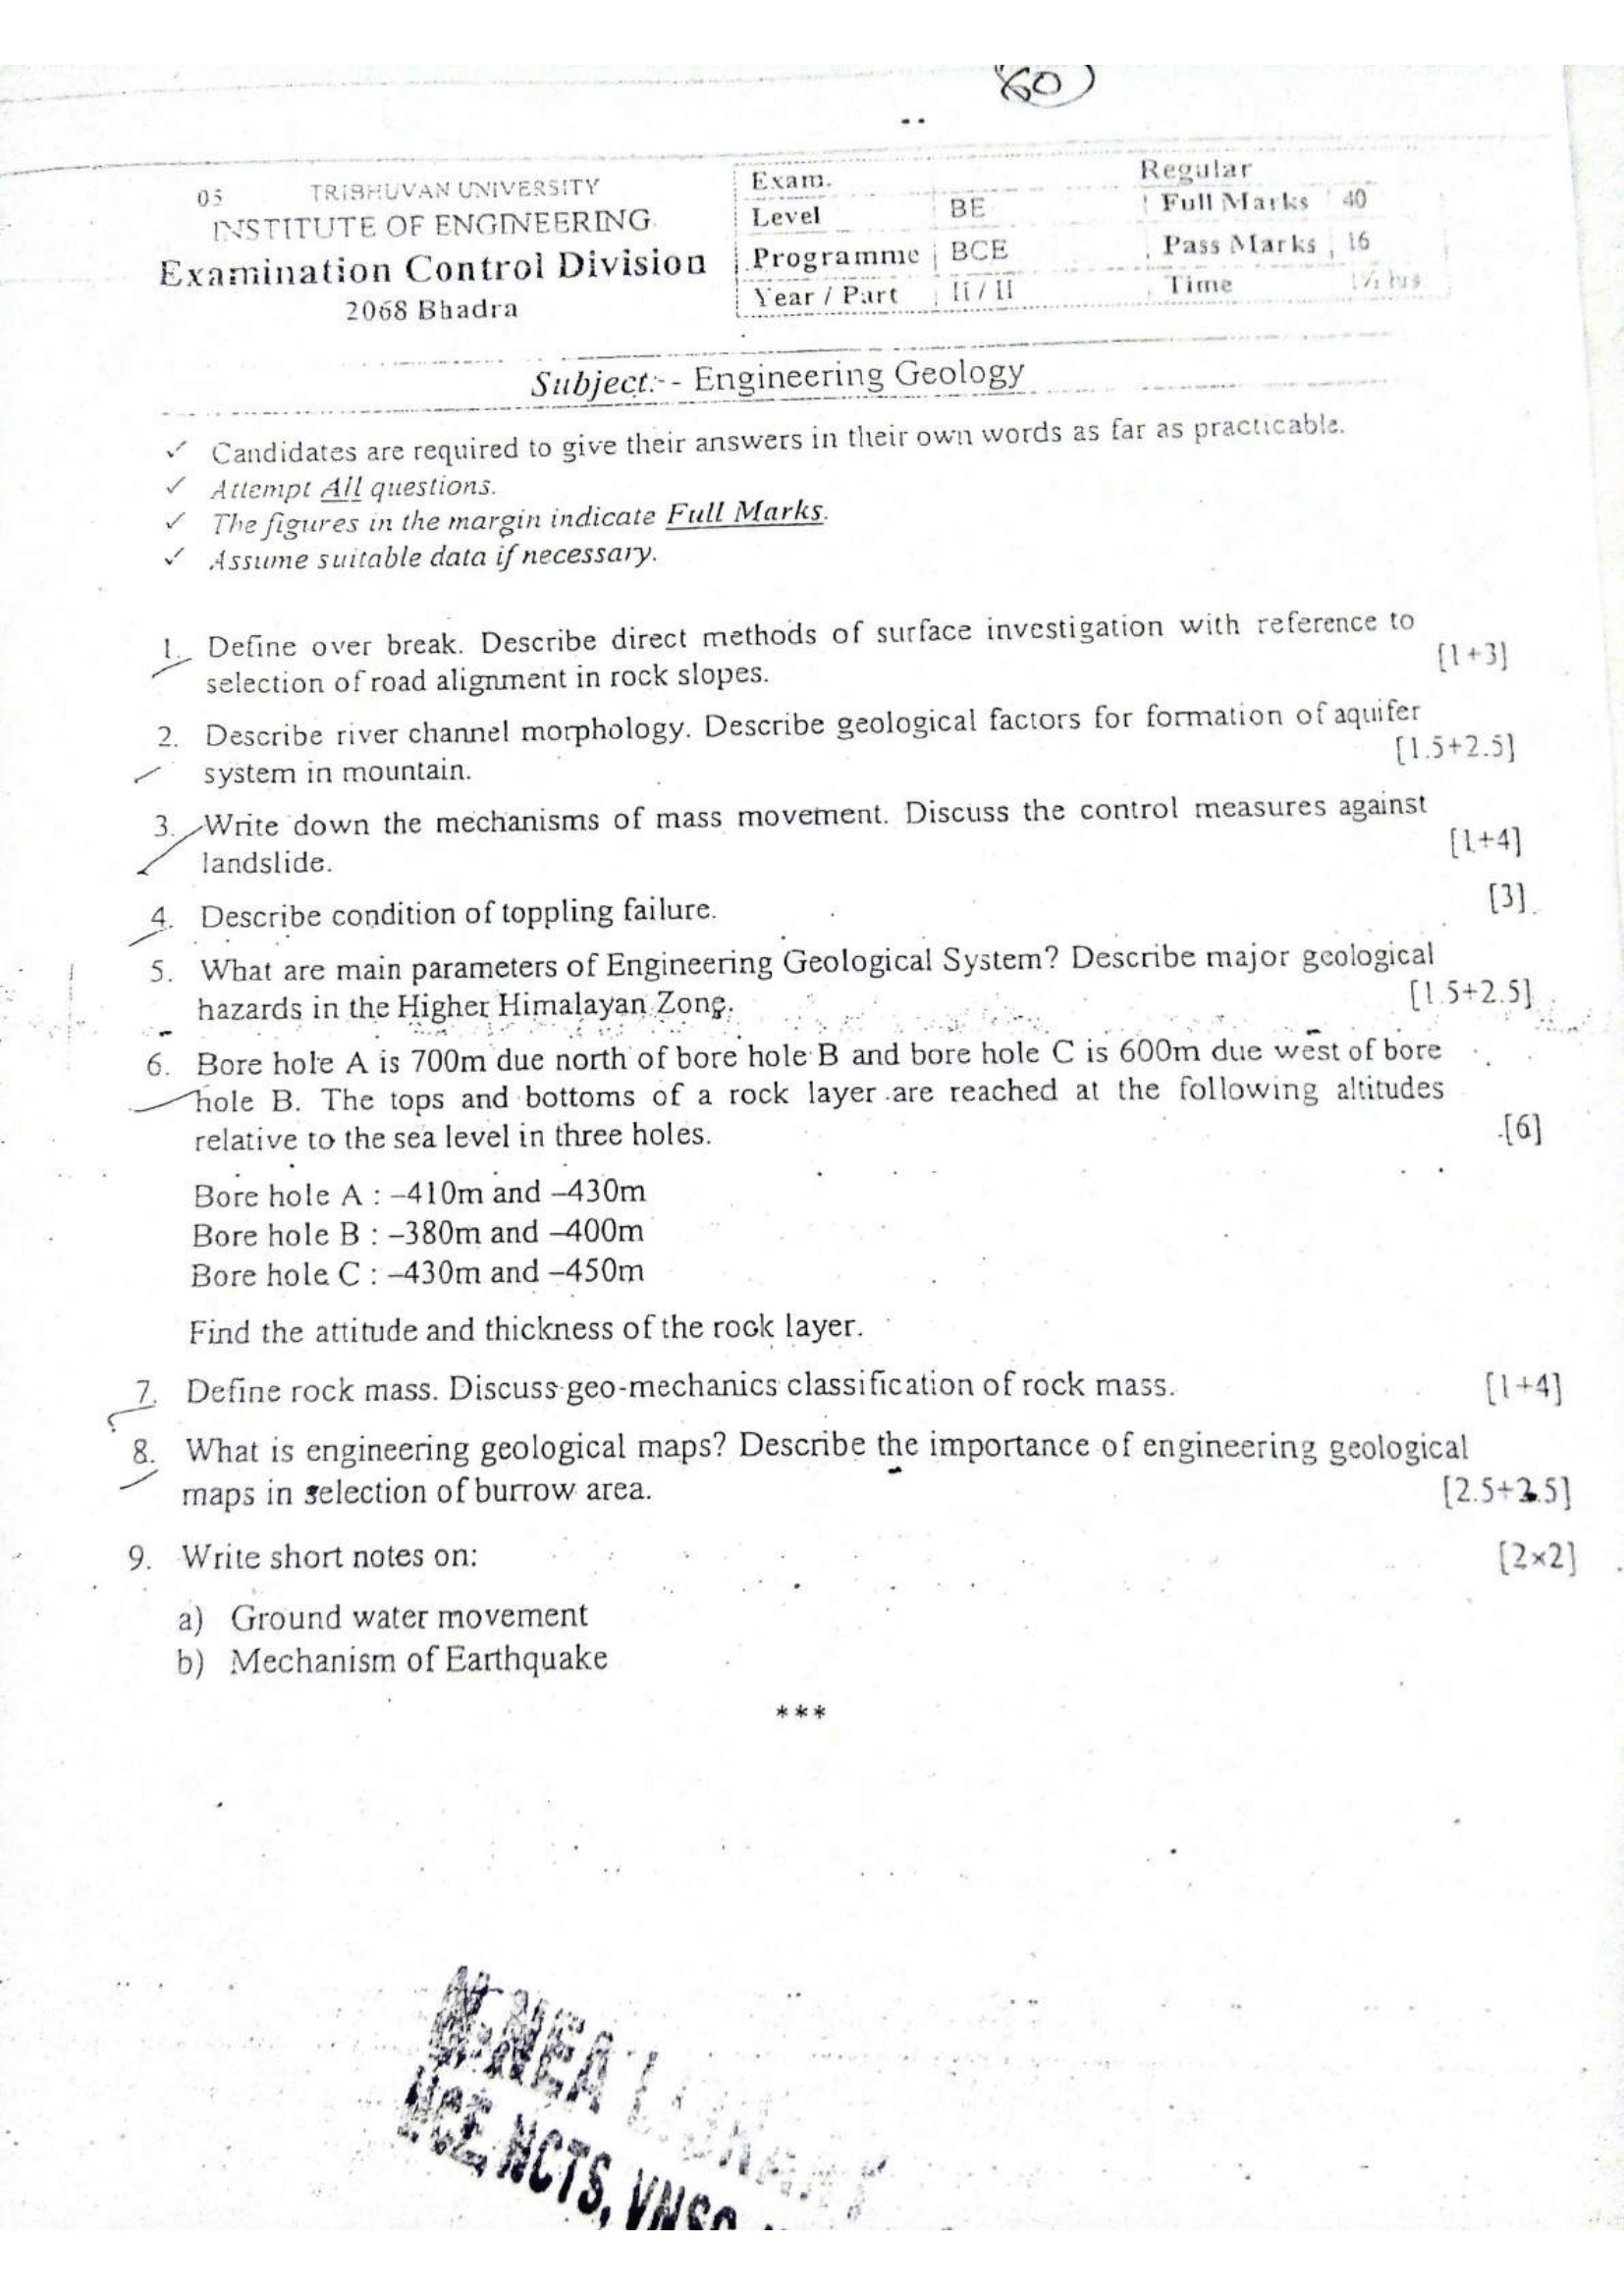 80
05 TRIBHUVAN UNIVERSITY
INSTITUTE OF ENGINEERING
Examination Control Division
2068 Bhadra
Exam. Regular
Level BE Full Marks 40
Programme BCE Pass Marks 16
Year / Part II / II Time 1½ hrs
Subject: - Engineering Geology
✓ Candidates are required to give their answers in their own words as far as practicable.
✓ Attempt All questions.
✓ The figures in the margin indicate Full Marks.
✓ Assume suitable data if necessary.
1. Define over break. Describe direct methods of surface investigation with reference to
selection of road alignment in rock slopes. [1+3]
2. Describe river channel morphology. Describe geological factors for formation of aquifer
system in mountain. [1.5+2.5]
3. Write down the mechanisms of mass movement. Discuss the control measures against
landslide. [1+4]
4. Describe condition of toppling failure. [3]
5. What are main parameters of Engineering Geological System? Describe major geological
hazards in the Higher Himalayan Zone. [1.5+2.5]
6. Bore hole A is 700m due north of bore hole B and bore hole C is 600m due west of bore
hole B. The tops and bottoms of a rock layer are reached at the following altitudes
relative to the sea level in three holes. [6]
Bore hole A : –410m and –430m
Bore hole B : –380m and –400m
Bore hole C : –430m and –450m
Find the attitude and thickness of the rock layer.
7. Define rock mass. Discuss geo-mechanics classification of rock mass. [1+4]
8. What is engineering geological maps? Describe the importance of engineering geological
maps in selection of burrow area. [2.5+2.5]
9. Write short notes on: [2×2]
a) Ground water movement
b) Mechanism of Earthquake
***
NCTS,